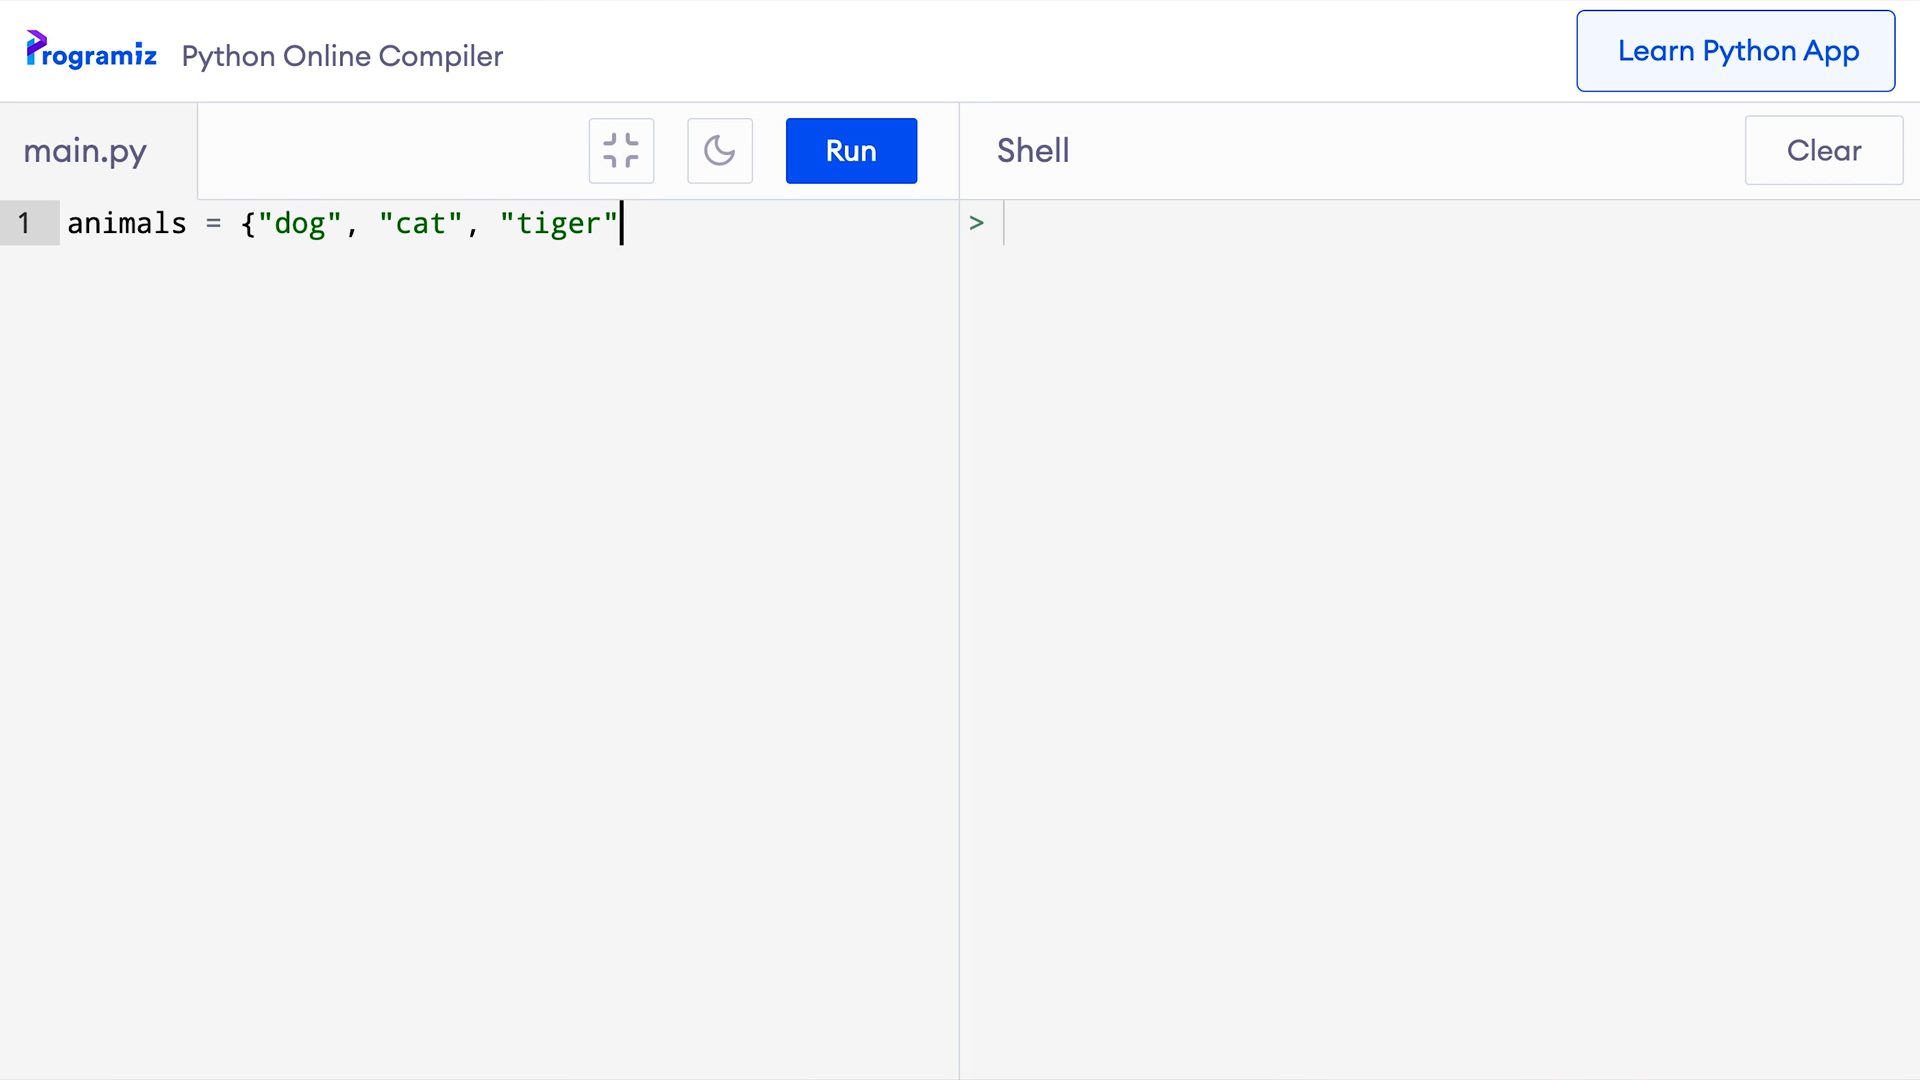 Programiz Python Online Compiler
Learn Python App
main.py
Run
Shell
Clear
1 animals = {"dog", "cat", "tiger"
>